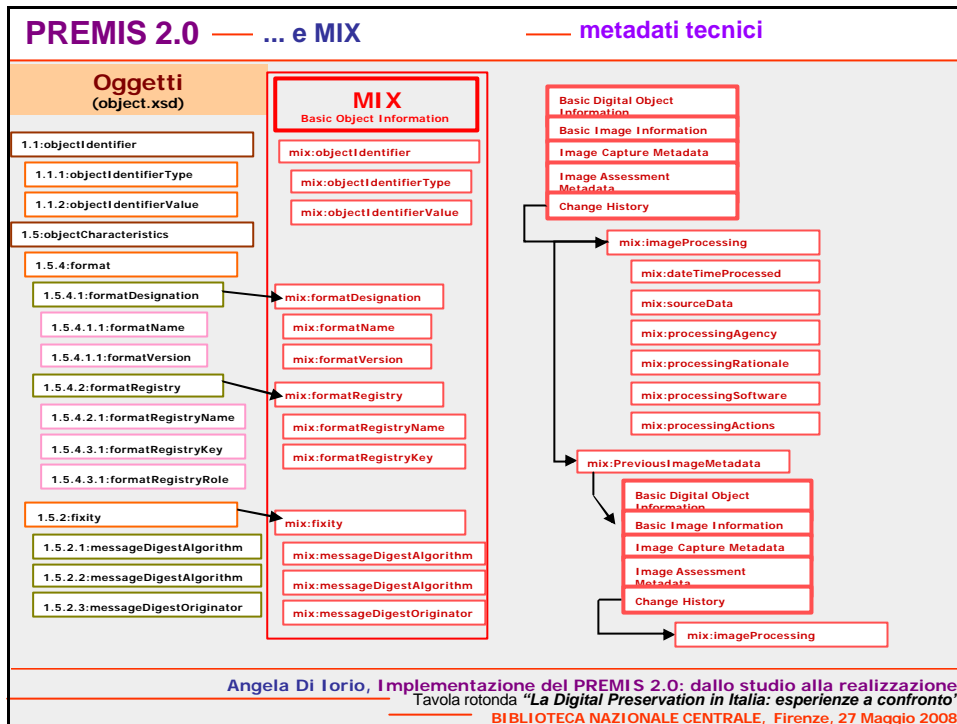 PREMIS 2.0 ... e MIX metadati tecnici
Oggetti
(object.xsd)
1.1:objectIdentifier
1.1.1:objectIdentifierType
1.1.2:objectIdentifierValue
1.5:objectCharacteristics
1.5.4:format
1.5.4.1:formatDesignation
1.5.4.1.1:formatName
1.5.4.1.1:formatVersion
1.5.4.2:formatRegistry
1.5.4.2.1:formatRegistryName
1.5.4.3.1:formatRegistryKey
1.5.4.3.1:formatRegistryRole
1.5.2:fixity
1.5.2.1:messageDigestAlgorithm
1.5.2.2:messageDigestAlgorithm
1.5.2.3:messageDigestOriginator
MIX
Basic Object Information
mix:objectIdentifier
mix:objectIdentifierType
mix:objectIdentifierValue
mix:formatDesignation
mix:formatName
mix:formatVersion
mix:formatRegistry
mix:formatRegistryName
mix:formatRegistryKey
mix:fixity
mix:messageDigestAlgorithm
mix:messageDigestAlgorithm
mix:messageDigestOriginator
Basic Digital Object
Information
Basic Image Information
Image Capture Metadata
Image Assessment
Metadata
Change History
mix:imageProcessing
mix:dateTimeProcessed
mix:sourceData
mix:processingAgency
mix:processingRationale
mix:processingSoftware
mix:processingActions
mix:PreviousImageMetadata
Basic Digital Object
Information
Basic Image Information
Image Capture Metadata
Image Assessment
Metadata
Change History
mix:imageProcessing
Angela Di Iorio, Implementazione del PREMIS 2.0: dallo studio alla realizzazione
Tavola rotonda "La Digital Preservation in Italia: esperienze a confronto"
BIBLIOTECA NAZIONALE CENTRALE, Firenze, 27 Maggio 2008